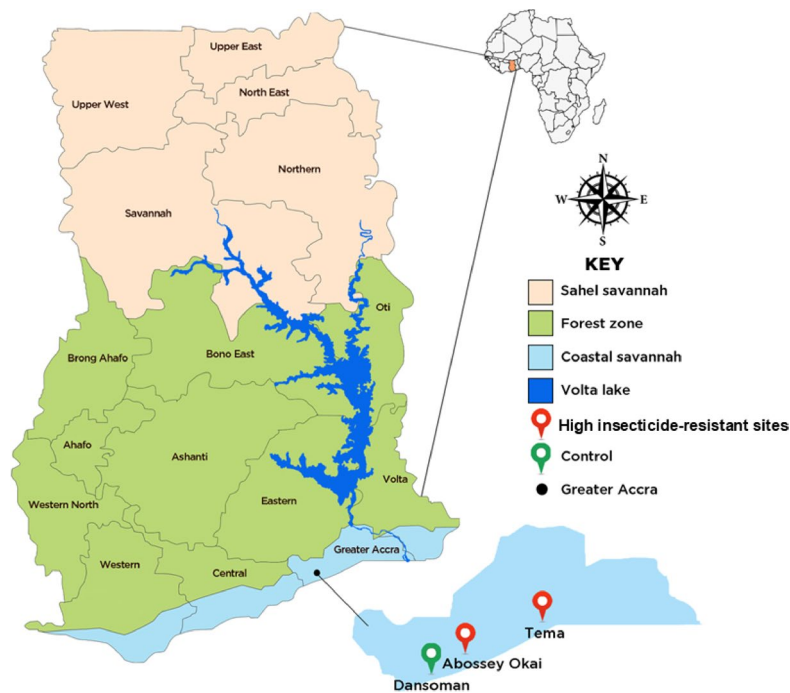 Upper East
Upper West
North East
Northern
Savannah
Oti
Brong Ahafo
Bono East
Ahafo
Ashanti
Volta
Eastern
Western North
Western
Central
Greater Accra
N
W
E
S
KEY
Sahel savannah
Forest zone
Coastal savannah
Volta lake
High insecticide-resistant sites
Control
Greater Accra
Tema
Abossey Okai
Dansoman